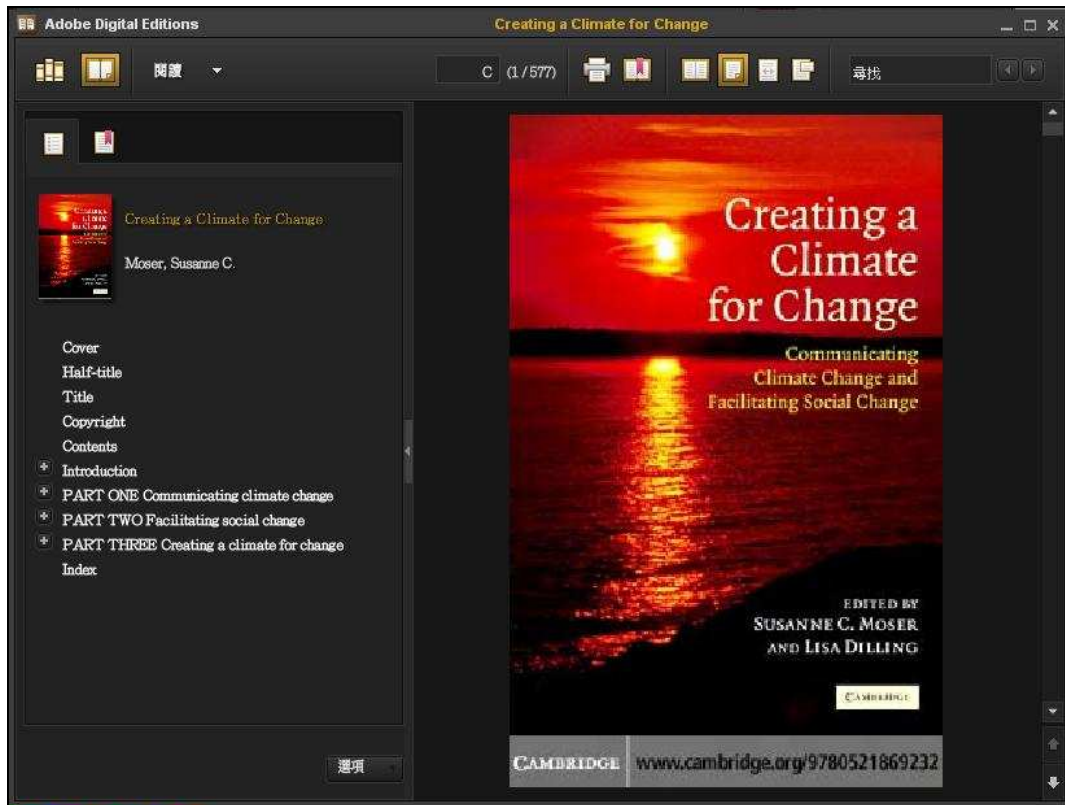 Adobe Digital Editions
Creating a Climate for Change
閱讀
C (1/577)
尋找
Creating a Climate for Change
Moser, Susanne C.
Cover
Half-title
Title
Copyright
Contents
Introduction
PART ONE Communicating climate change
PART TWO Facilitating social change
PART THREE Creating a climate for change
Index
選項
Creating a
Climate
for Change
Communicating
Climate Change and
Facilitating Social Change
EDITED BY
SUSANNE C. MOSER
AND LISA DILLING
CAMBRIDGE
CAMBRIDGE www.cambridge.org/9780521869232